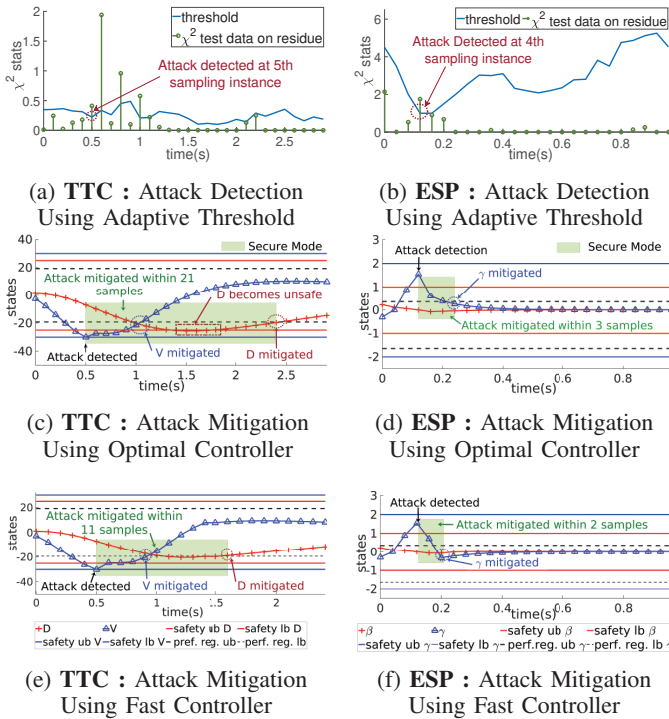 threshold
χ² test data on residue
Attack detected at 5th
sampling instance
χ² stats
2
1.5
1
0.5
0
0 0.5 1 1.5 2 2.5
time(s)
(a) TTC : Attack Detection
Using Adaptive Threshold
threshold
χ² test data on residue
Attack Detected at 4th
sampling instance
χ² stats
6
4
2
0
0 0.2 0.4 0.6 0.8
time(s)
(b) ESP : Attack Detection
Using Adaptive Threshold
Secure Mode
Attack mitigated within 21
samples
D becomes unsafe
Attack detected
V mitigated
D mitigated
states
20
0
-20
-40
0 0.5 1 1.5 2 2.5
time(s)
(c) TTC : Attack Mitigation
Using Optimal Controller
Attack detection
Secure Mode
γ mitigated
Attack mitigated within 3 samples
states
3
2
1
0
-1
-2
0 0.2 0.4 0.6 0.8
time(s)
(d) ESP : Attack Mitigation
Using Optimal Controller
Attack mitigated within
11 samples
Attack detected
V mitigated
D mitigated
states
20
0
-20
-40
0 0.5 1 1.5 2
time(s)
D V safety ub D safety lb D
safety ub V safety lb V perf. reg. ub perf. reg. lb
(e) TTC : Attack Mitigation
Using Fast Controller
Attack detected
Attack mitigated within 2 samples
γ mitigated
states
3
2
1
0
-1
-2
0 0.2 0.4 0.6 0.8
time(s)
β γ safety ub β safety lb β
safety ub γ safety lb γ perf.reg. ub γ perf.reg. lb γ
(f) ESP : Attack Mitigation
Using Fast Controller